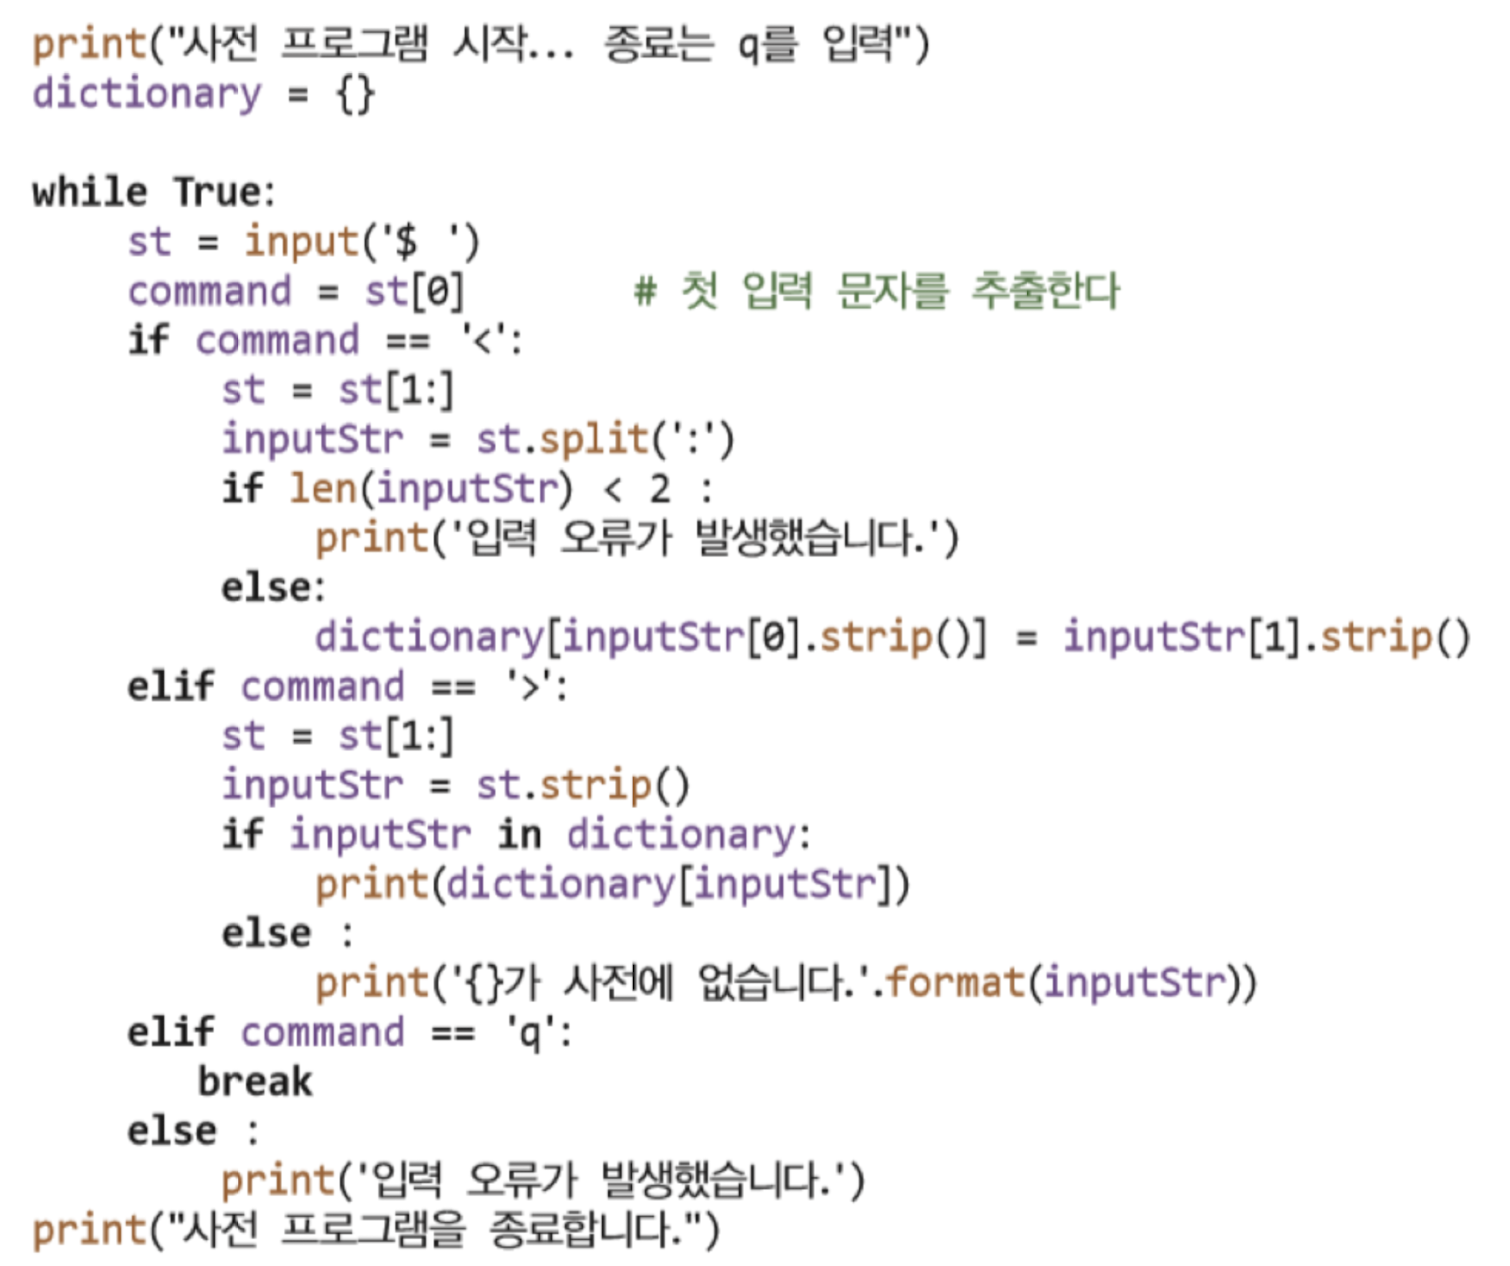 print("사전 프로그램 시작... 종료는 q를 입력")
dictionary = {}

while True:
    st = input('$ ')
    command = st[0]       # 첫 입력 문자를 추출한다
    if command == '<':
        st = st[1:]
        inputStr = st.split(':')
        if len(inputStr) < 2 :
            print('입력 오류가 발생했습니다.')
        else:
            dictionary[inputStr[0].strip()] = inputStr[1].strip()
    elif command == '>':
        st = st[1:]
        inputStr = st.strip()
        if inputStr in dictionary:
            print(dictionary[inputStr])
        else :
            print('{}가 사전에 없습니다.'.format(inputStr))
    elif command == 'q':
       break
    else :
        print('입력 오류가 발생했습니다.')
print("사전 프로그램을 종료합니다.")